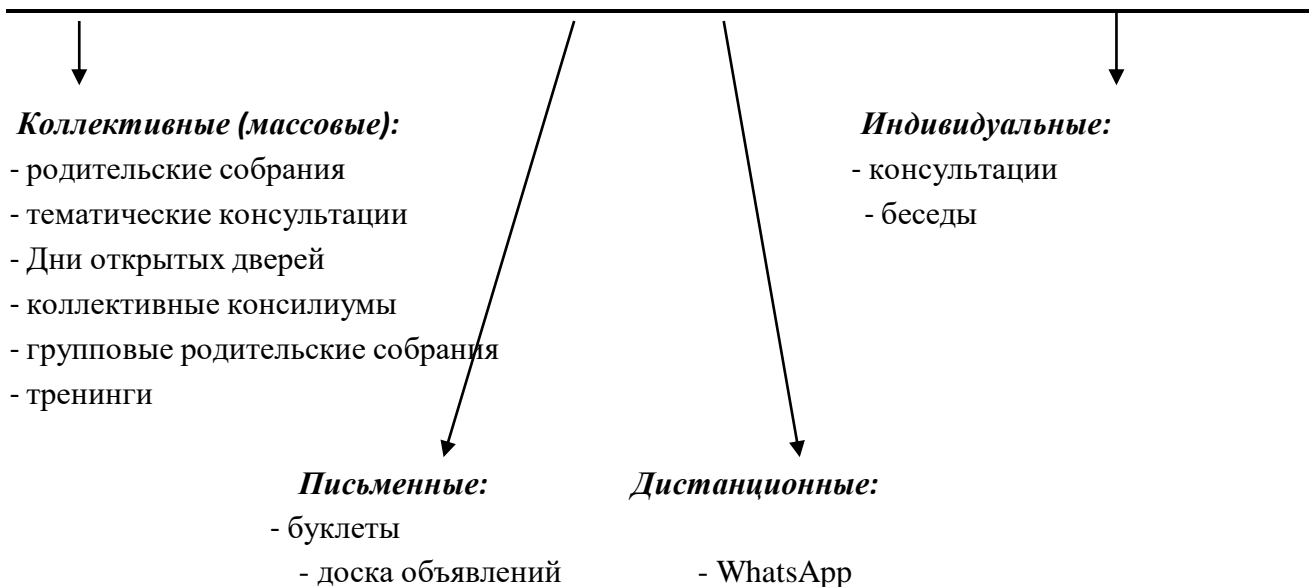 Коллективные (массовые):
- родительские собрания
- тематические консультации
- Дни открытых дверей
- коллективные консилиумы
- групповые родительские собрания
- тренинги
Индивидуальные:
- консультации
- беседы
Письменные:
- буклеты
- доска объявлений
Дистанционные:
- WhatsApp